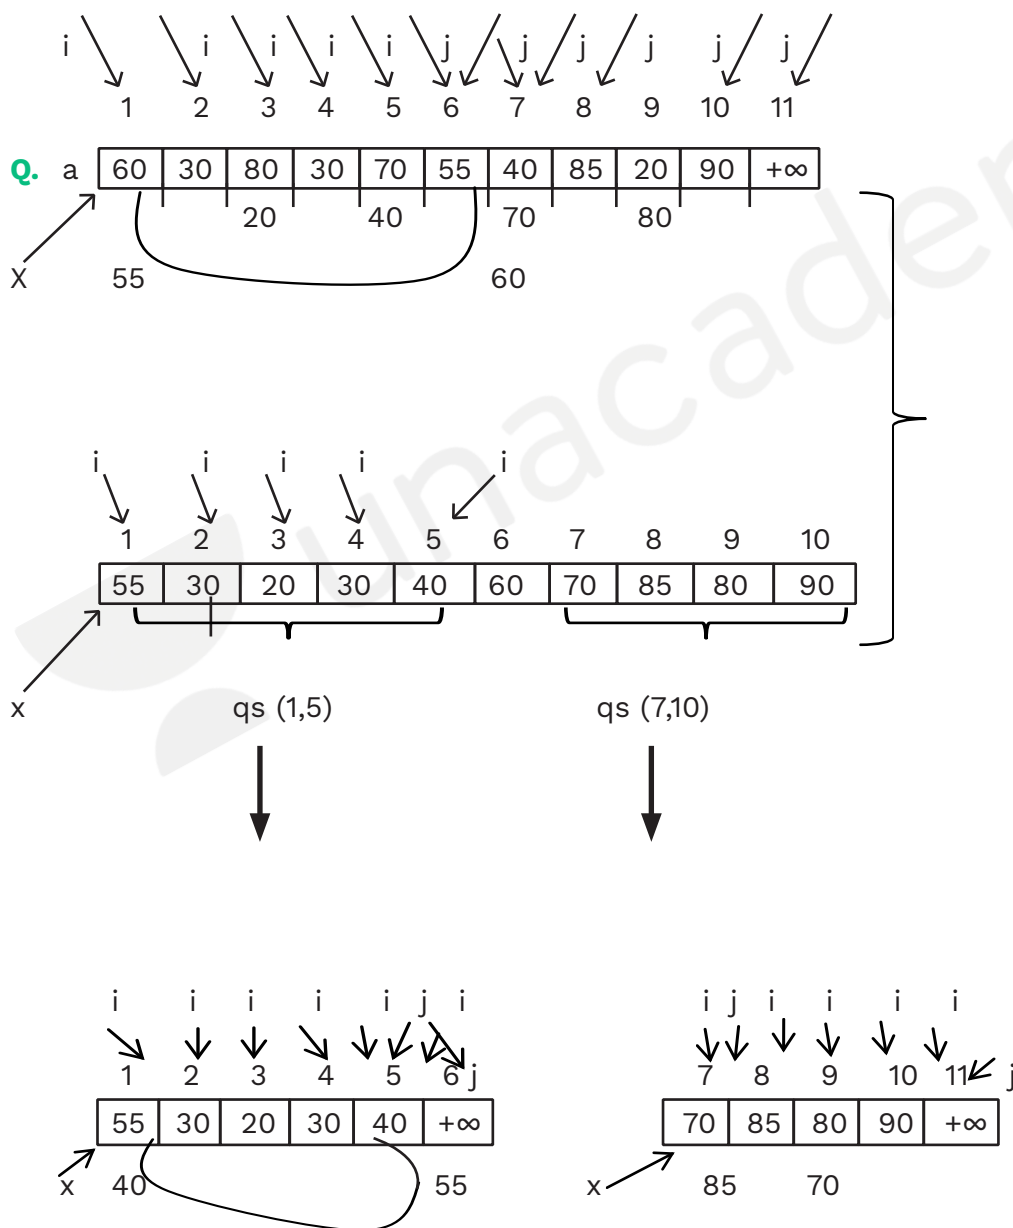 i i i i i j j j j j j
1 2 3 4 5 6 7 8 9 10 11
Q. a 60 30 80 30 70 55 40 85 20 90 +∞
20 40 70 80
X 55 60
unacadem
i i i i i
1 2 3 4 5 6 7 8 9 10
55 30 20 30 40 60 70 85 80 90
x qs (1,5) qs (7,10)
i i i i i j i i j i i i i
1 2 3 4 5 6 j 7 8 9 10 11 j
55 30 20 30 40 +∞ 70 85 80 90 +∞
x 40 55 x 85 70